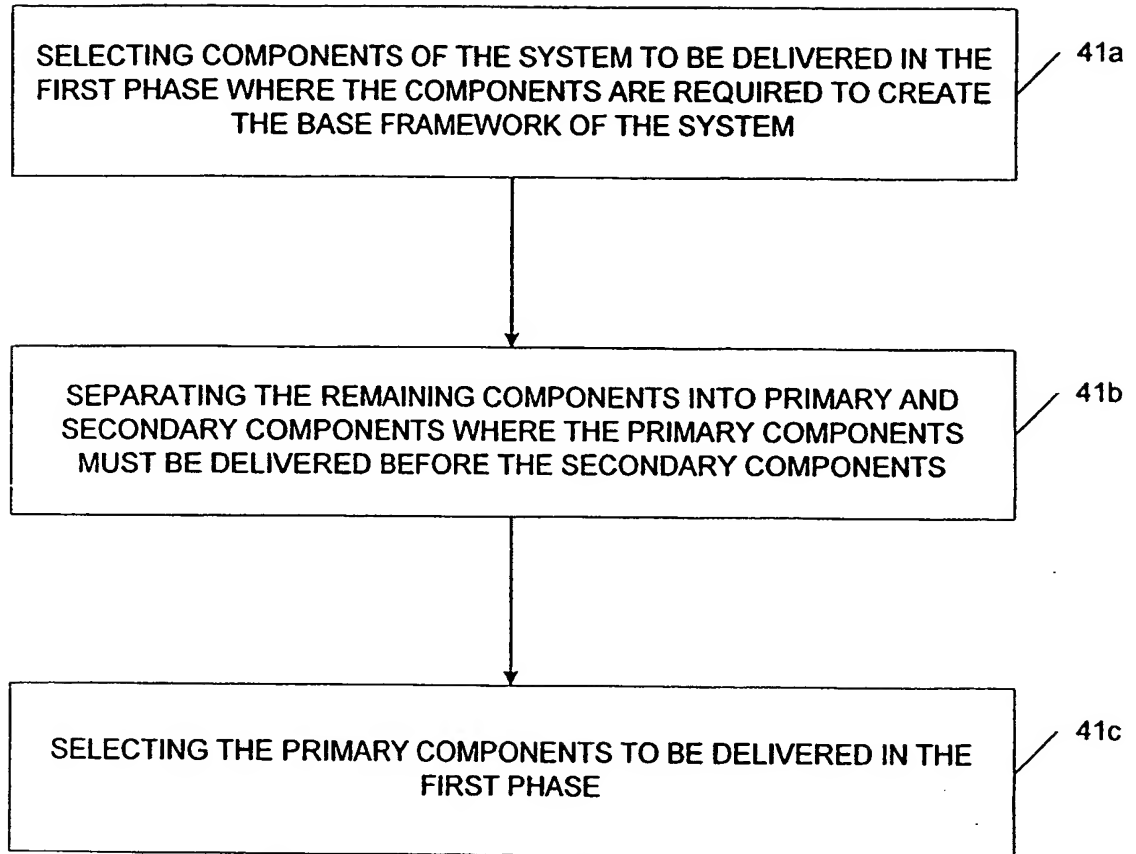 SELECTING COMPONENTS OF THE SYSTEM TO BE DELIVERED IN THE
FIRST PHASE WHERE THE COMPONENTS ARE REQUIRED TO CREATE
THE BASE FRAMEWORK OF THE SYSTEM
41a
SEPARATING THE REMAINING COMPONENTS INTO PRIMARY AND
SECONDARY COMPONENTS WHERE THE PRIMARY COMPONENTS
MUST BE DELIVERED BEFORE THE SECONDARY COMPONENTS
41b
SELECTING THE PRIMARY COMPONENTS TO BE DELIVERED IN THE
FIRST PHASE
41c